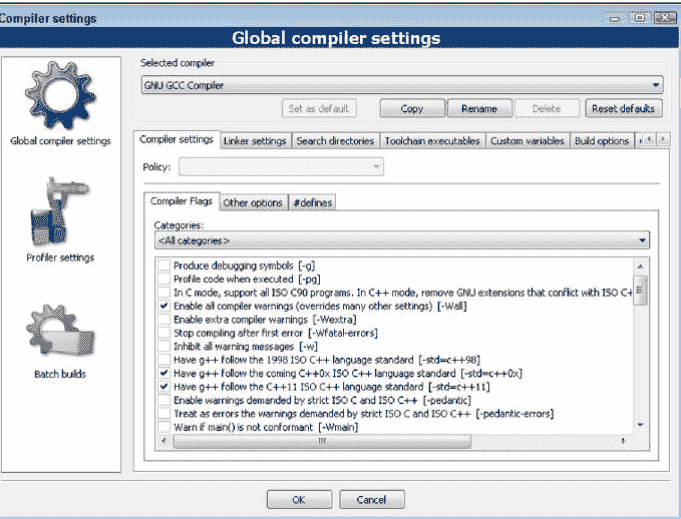 Compiler settings
Global compiler settings
Selected compiler
GNU GCC Compiler
Set as default Copy Rename Delete Reset defaults
Global compiler settings
Profiler settings
Batch builds
Compiler settings Linker settings Search directories Toolchain executables Custom variables Build options
Policy:
Compiler Flags Other options #defines
Categories:
<All categories>
Produce debugging symbols [-g]
Profile code when executed [-pg]
In C mode, support all ISO C90 programs. In C++ mode, remove GNU extensions that conflict with ISO C+
Enable all compiler warnings (overrides many other settings) [-Wall]
Enable extra compiler warnings [-Wextra]
Stop compiling after first error [-Wfatal-errors]
Inhibit all warning messages [-w]
Have g++ follow the 1998 ISO C++ language standard [-std=c++98]
Have g++ follow the coming C++0x ISO C++ language standard [-std=c++0x]
Have g++ follow the C++11 ISO C++ language standard [-std=c++11]
Enable warnings demanded by strict ISO C and ISO C++ [-pedantic]
Treat as errors the warnings demanded by strict ISO C and ISO C++ [-pedantic-errors]
Warn if main() is not conformant [-Wmain]
OK Cancel